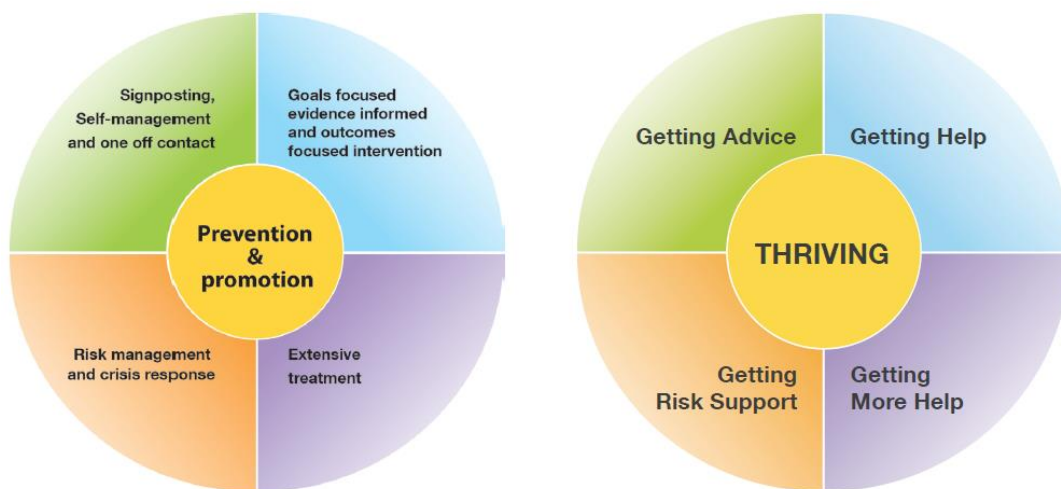 Signposting,
Self-management
and one off contact
Goals focused
evidence informed
and outcomes
focused intervention
Prevention
&
promotion
Risk management
and crisis response
Extensive
treatment
Getting Advice
Getting Help
THRIVING
Getting
Risk Support
Getting
More Help